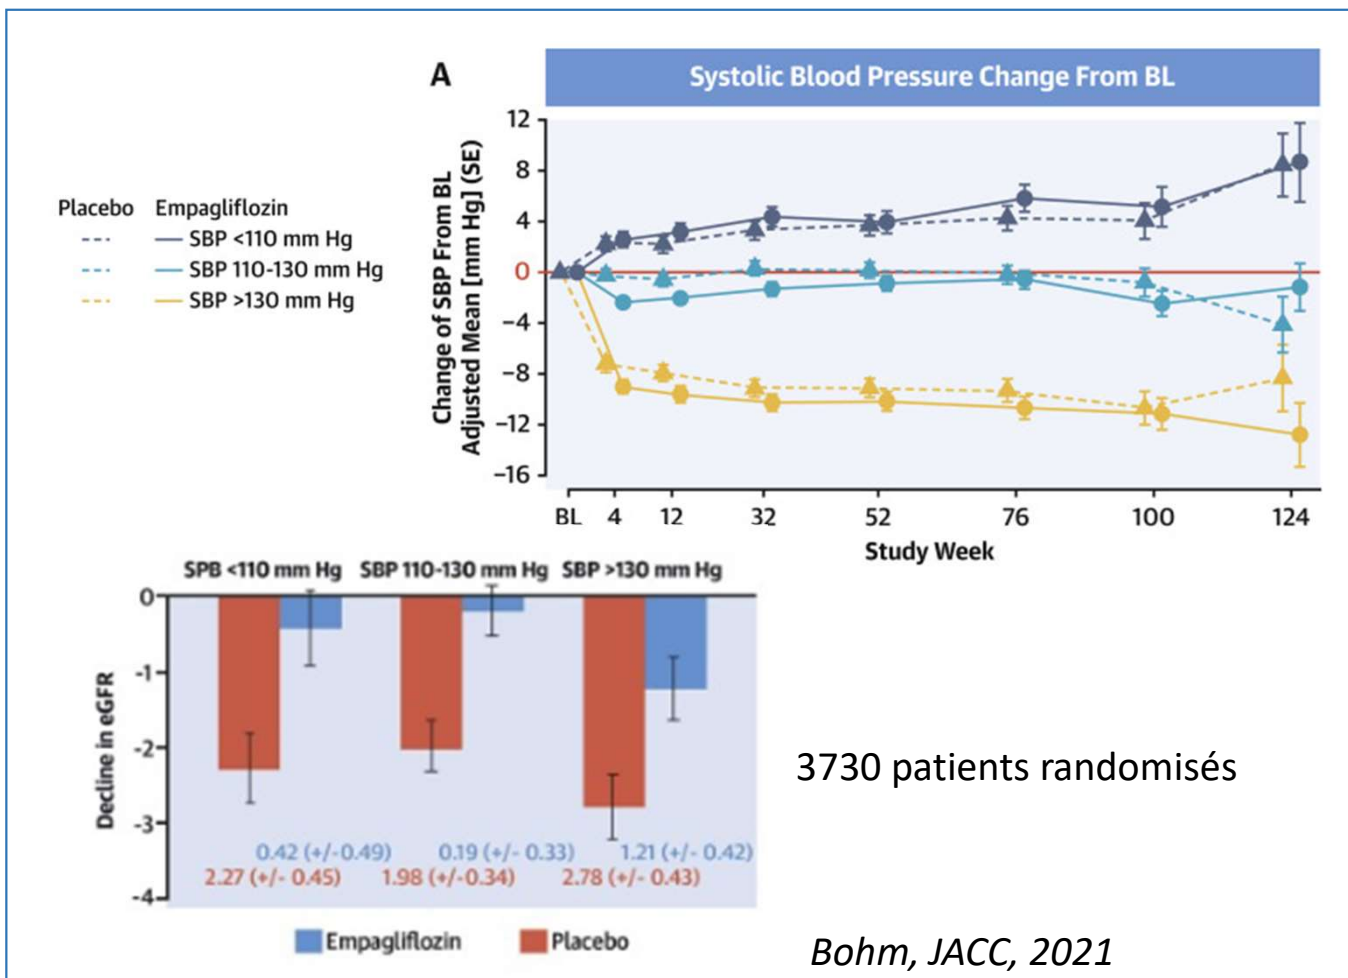 A
Systolic Blood Pressure Change From BL
Placebo Empagliflozin
SBP <110 mm Hg
SBP 110-130 mm Hg
SBP >130 mm Hg
Change of SBP From BL
Adjusted Mean [mm Hg] (SE)
12
8
4
0
−4
−8
−12
−16
BL 4 12 32 52 76 100 124
Study Week
SPB <110 mm Hg SBP 110-130 mm Hg SBP >130 mm Hg
Decline in eGFR
0
-1
-2
-3
-4
0.42 (+/-0.49) 0.19 (+/- 0.33) 1.21 (+/- 0.42)
2.27 (+/- 0.45) 1.98 (+/-0.34) 2.78 (+/- 0.43)
Empagliflozin Placebo
3730 patients randomisés
Bohm, JACC, 2021